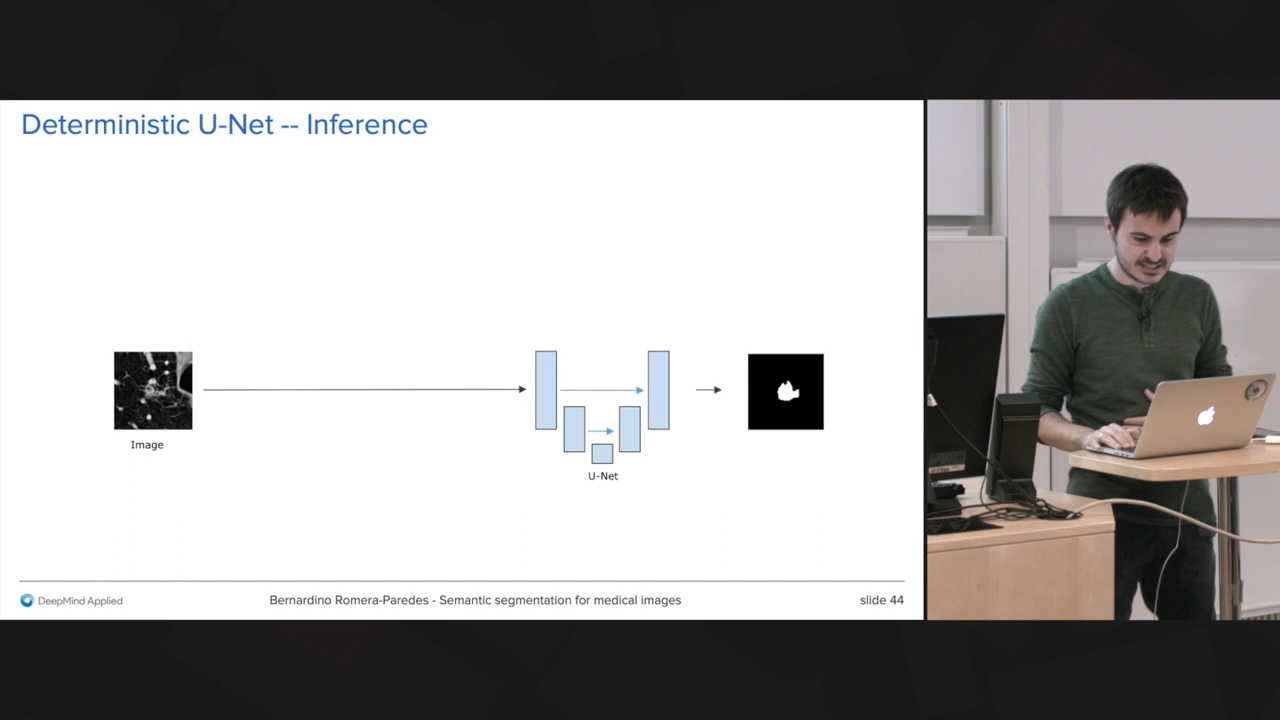 Deterministic U-Net -- Inference
Image
U-Net
DeepMind Applied
Bernardino Romera-Paredes - Semantic segmentation for medical images
slide 44